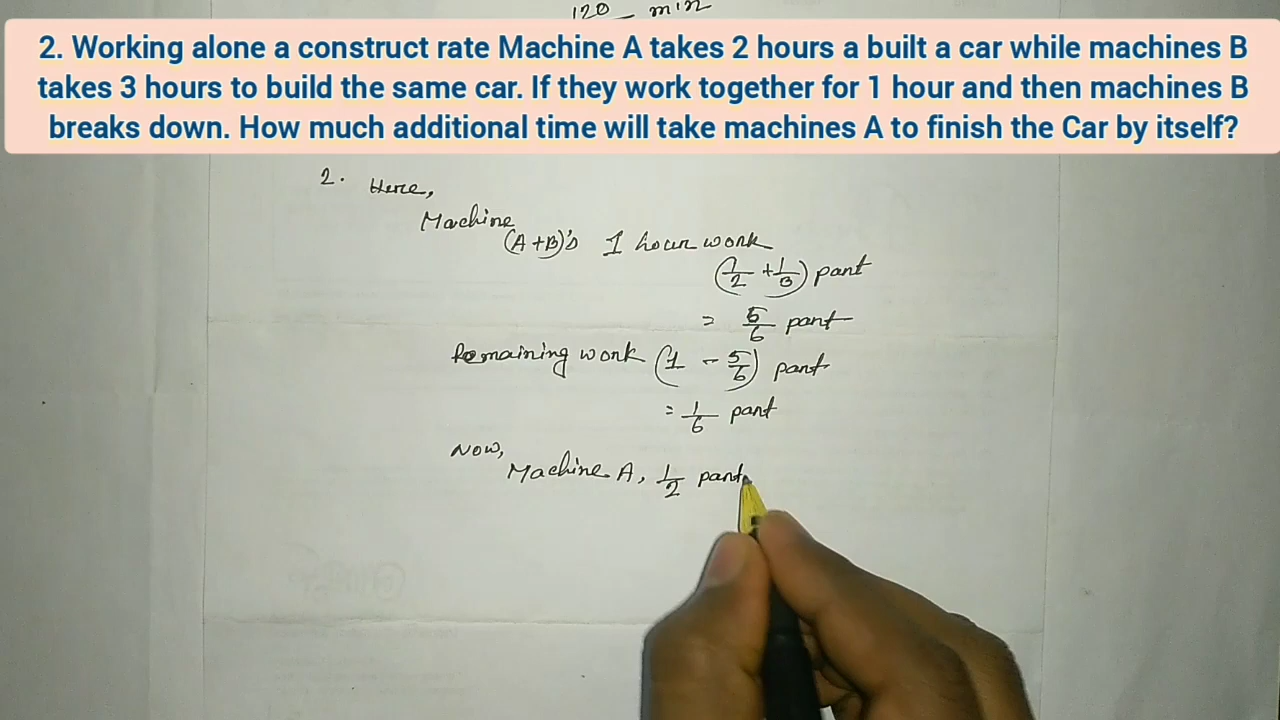 120 min
2. Working alone a construct rate Machine A takes 2 hours a built a car while machines B
takes 3 hours to build the same car. If they work together for 1 hour and then machines B
breaks down. How much additional time will take machines A to finish the Car by itself?
2. Here,
Machine
(A+B)'s 1 hour work
(1/2 + 1/3) part
= 5/6 part
Remaining work (1 - 5/6) part
= 1/6 part
Now,
Machine A, 1/2 part